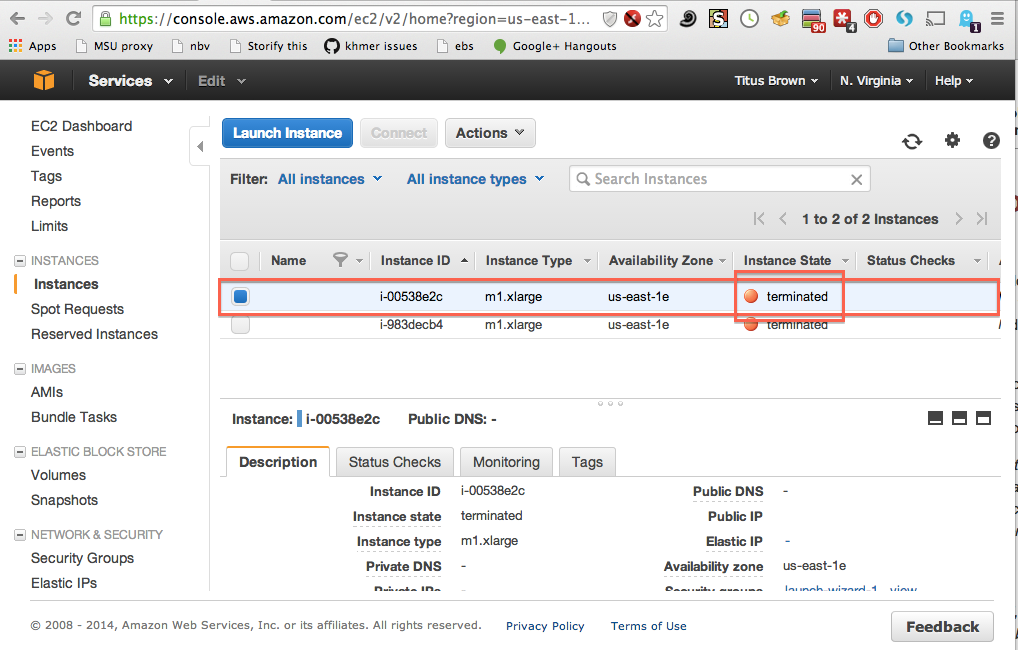 https://console.aws.amazon.com/ec2/v2/home?region=us-east-1...
90 4 1
Apps MSU proxy nbv Storify this khmer issues ebs Google+ Hangouts Other Bookmarks
Services Edit Titus Brown N. Virginia Help
EC2 Dashboard
Events
Tags
Reports
Limits
INSTANCES
Instances
Spot Requests
Reserved Instances
IMAGES
AMIs
Bundle Tasks
ELASTIC BLOCK STORE
Volumes
Snapshots
NETWORK & SECURITY
Security Groups
Elastic IPs
Launch Instance Connect Actions
Filter: All instances All instance types Search Instances
1 to 2 of 2 Instances
Name Instance ID Instance Type Availability Zone Instance State Status Checks
i-00538e2c m1.xlarge us-east-1e terminated
i-983decb4 m1.xlarge us-east-1e terminated
Instance: i-00538e2c Public DNS: -
Description Status Checks Monitoring Tags
Instance ID i-00538e2c Public DNS -
Instance state terminated Public IP
Instance type m1.xlarge Elastic IP -
Private DNS - Availability zone us-east-1e
Private IPs - Security groups launch-wizard-1 view
© 2008 - 2014, Amazon Web Services, Inc. or its affiliates. All rights reserved. Privacy Policy Terms of Use Feedback